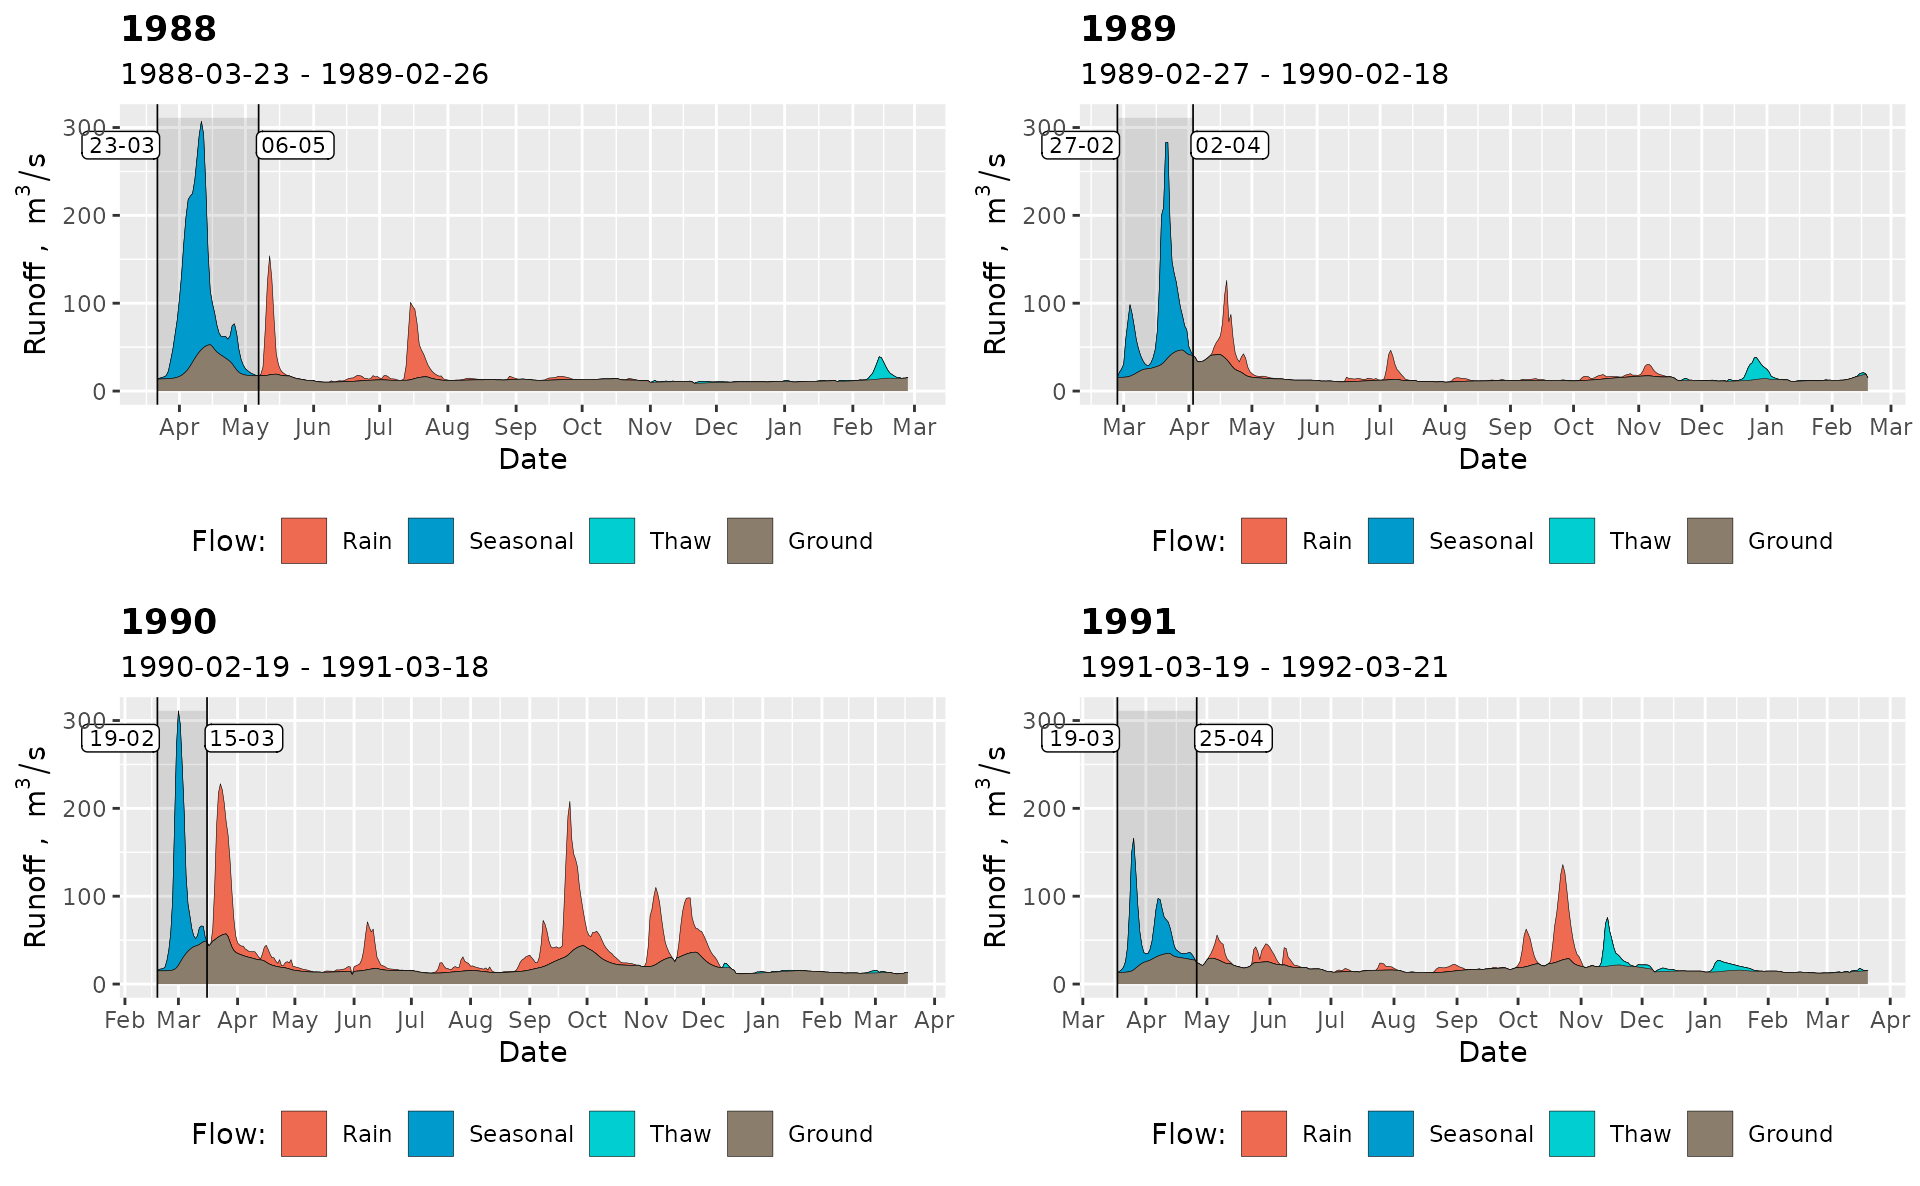 1988
1988-03-23 - 1989-02-26
300
23-03
06-05
200
100
0
Runoff , m³/s
Apr May Jun Jul Aug Sep Oct Nov Dec Jan Feb Mar
Date
Flow: Rain Seasonal Thaw Ground
1989
1989-02-27 - 1990-02-18
300
27-02
02-04
200
100
0
Runoff , m³/s
Mar Apr May Jun Jul Aug Sep Oct Nov Dec Jan Feb Mar
Date
Flow: Rain Seasonal Thaw Ground
1990
1990-02-19 - 1991-03-18
300
19-02
15-03
200
100
0
Runoff , m³/s
Feb Mar Apr May Jun Jul Aug Sep Oct Nov Dec Jan Feb Mar Apr
Date
Flow: Rain Seasonal Thaw Ground
1991
1991-03-19 - 1992-03-21
300
19-03
25-04
200
100
0
Runoff , m³/s
Mar Apr May Jun Jul Aug Sep Oct Nov Dec Jan Feb Mar Apr
Date
Flow: Rain Seasonal Thaw Ground